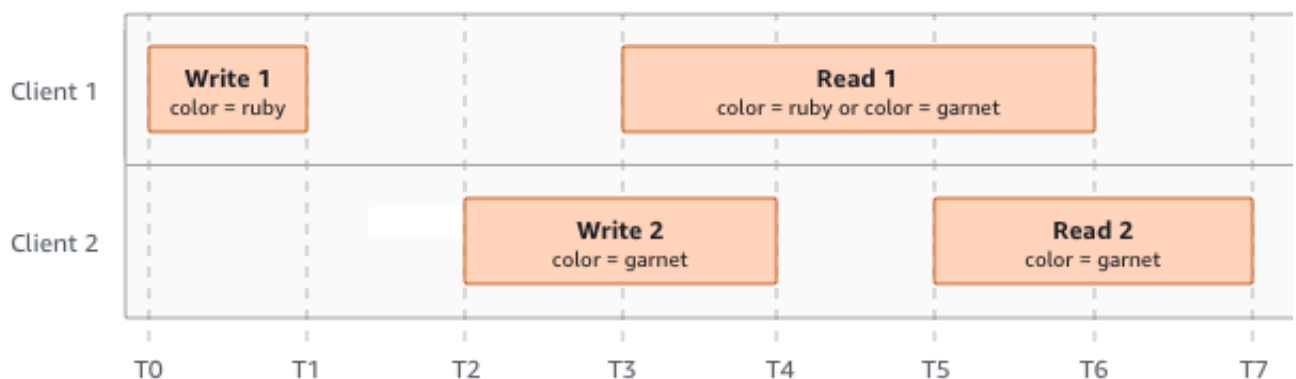 Client 1
Write 1
color = ruby
Read 1
color = ruby or color = garnet
Client 2
Write 2
color = garnet
Read 2
color = garnet
T0 T1 T2 T3 T4 T5 T6 T7